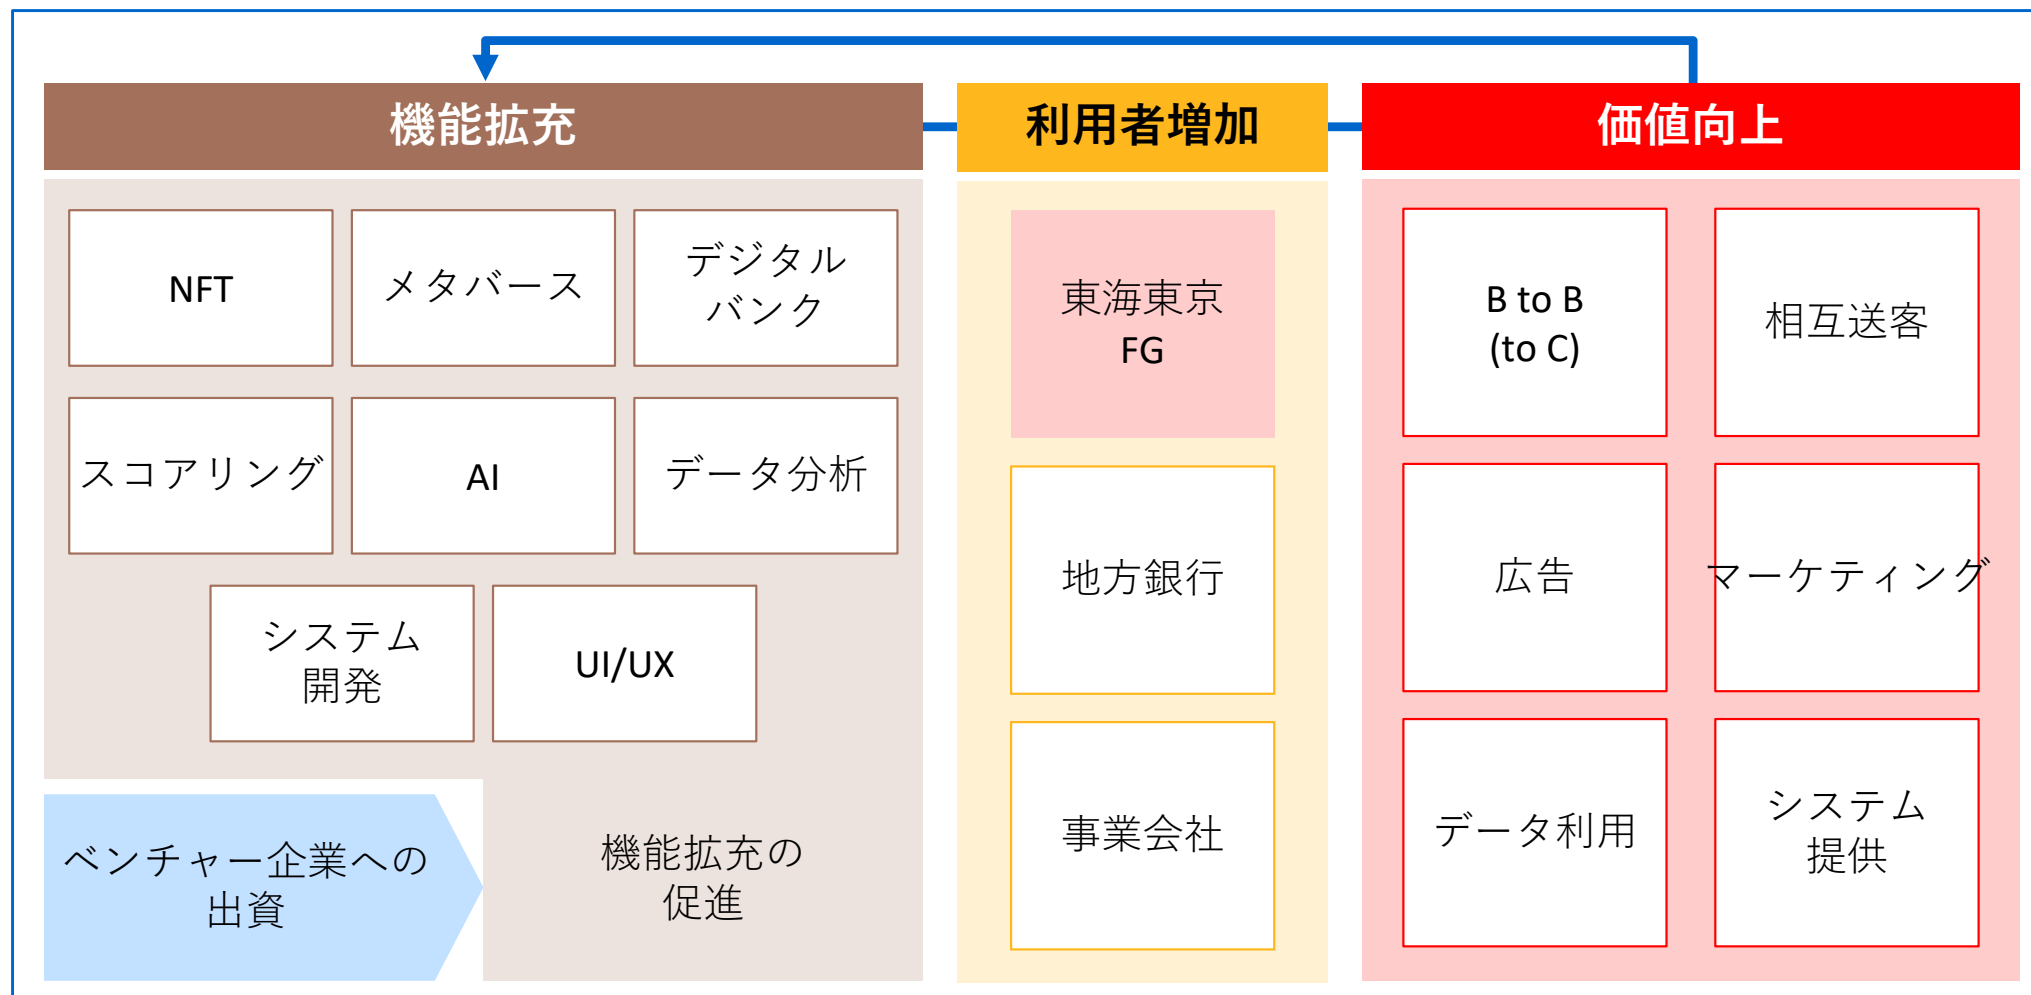 機能拡充
NFT
メタバース
デジタル
バンク
スコアリング
AI
データ分析
システム
開発
UI/UX
ベンチャー企業への
出資
機能拡充の
促進
利用者増加
東海東京
FG
地方銀行
事業会社
価値向上
B to B
(to C)
相互送客
広告
マーケティング
データ利用
システム
提供